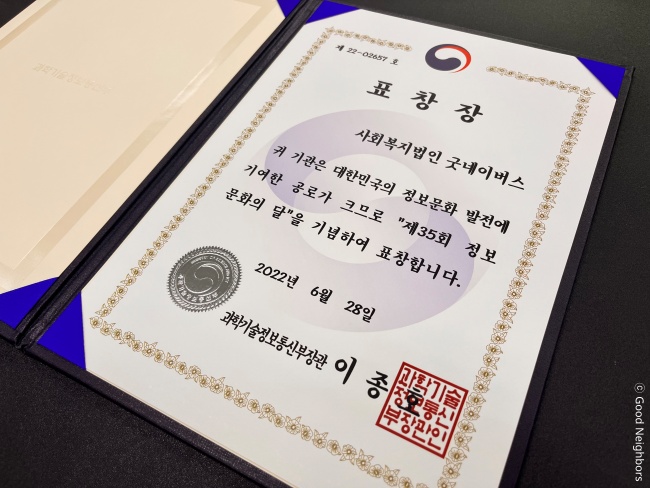 제 22-02657 호
표 창 장
사회복지법인 굿네이버스
귀 기관은 대한민국의 정보문화 발전에
기여한 공로가 크므로 "제35회 정보
문화의 달"을 기념하여 표창합니다.
2022년 6월 28일
과학기술정보통신부장관 이 종 호
과학기술
정보통신
부장관인
© Good Neighbors